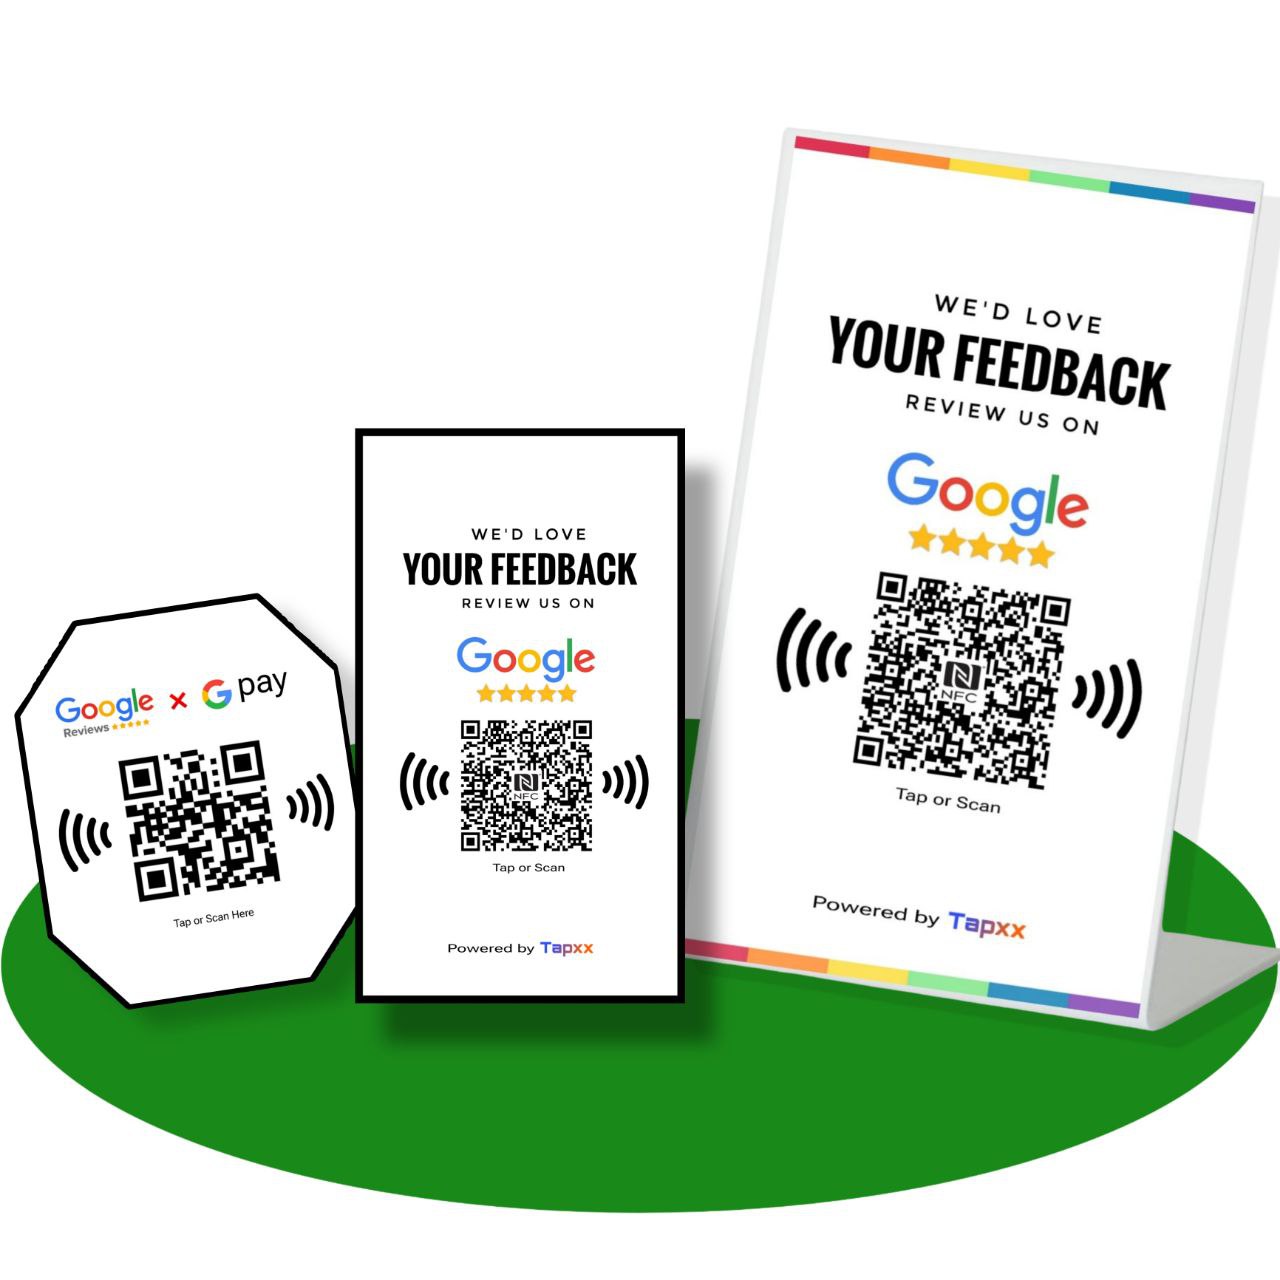 Google x G pay
Reviews
Tap or Scan Here
WE'D LOVE
YOUR FEEDBACK
REVIEW US ON
Google
NFC
Tap or Scan
Powered by Tapxx
WE'D LOVE
YOUR FEEDBACK
REVIEW US ON
Google
NFC
Tap or Scan
Powered by Tapxx